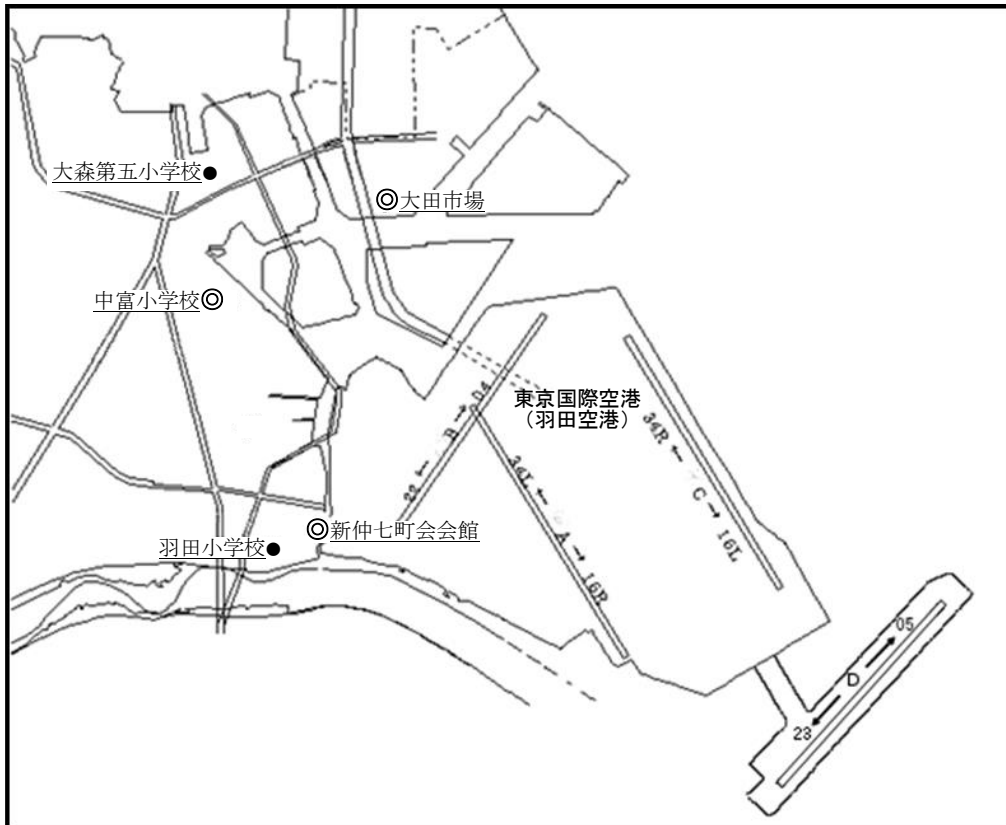 大森第五小学校●
◎大田市場
中富小学校◎
東京国際空港
（羽田空港）
22 ← B → 04
34R ← C → 16L
34L ← A → 16R
◎新仲七町会会館
羽田小学校●
05
D
23